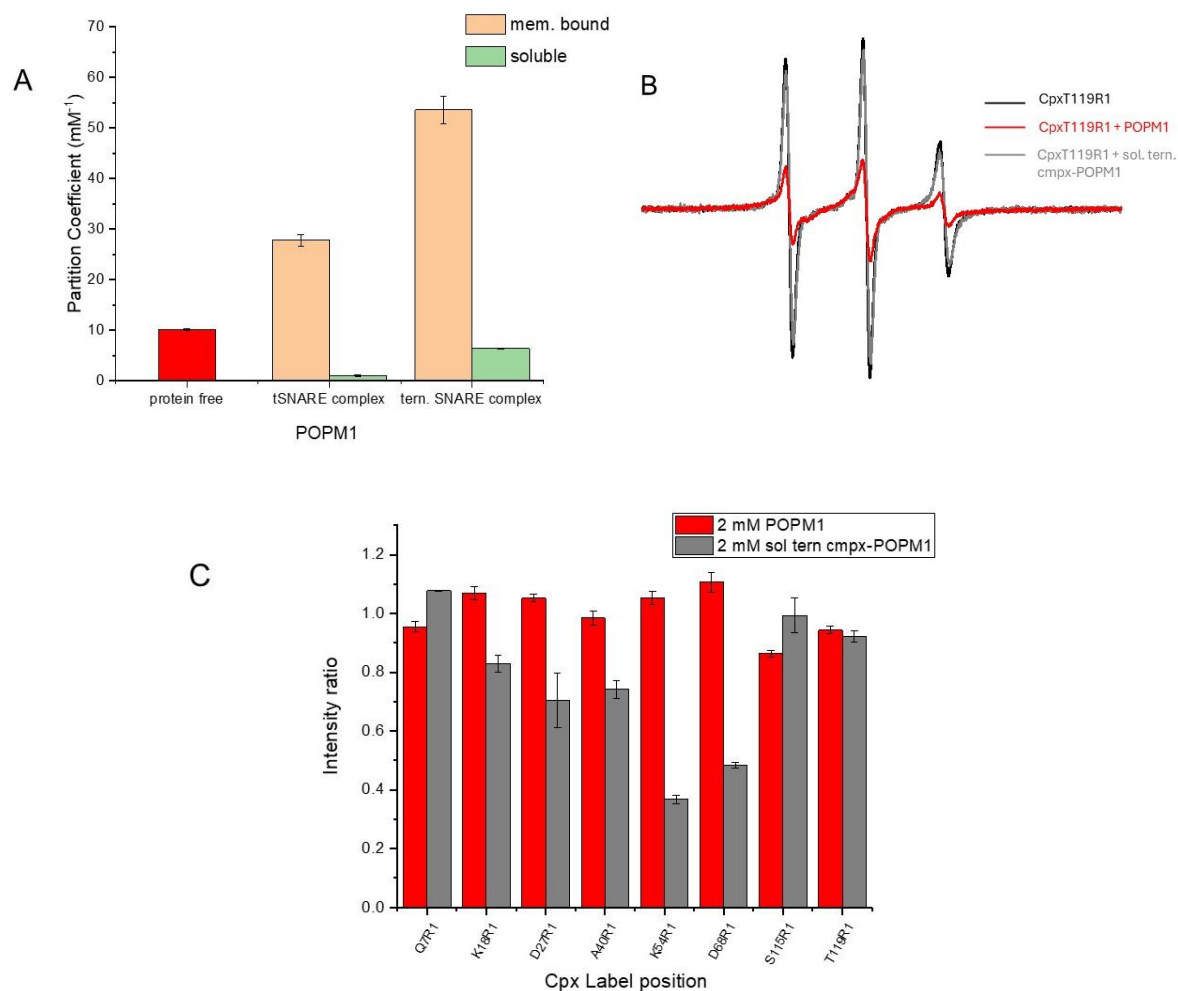 A
70
60
50
40
30
20
10
0
Partition Coefficient (mM⁻¹)
mem. bound
soluble
protein free
tSNARE complex
tern. SNARE complex
POPM1
B
CpxT119R1
CpxT119R1 + POPM1
CpxT119R1 + sol. tern.
cmpx-POPM1
C
1.2
1.0
0.8
0.6
0.4
0.2
0.0
Intensity ratio
2 mM POPM1
2 mM sol tern cmpx-POPM1
Q7R1
K18R1
D27R1
A40R1
K54R1
D68R1
S115R1
T119R1
Cpx Label position